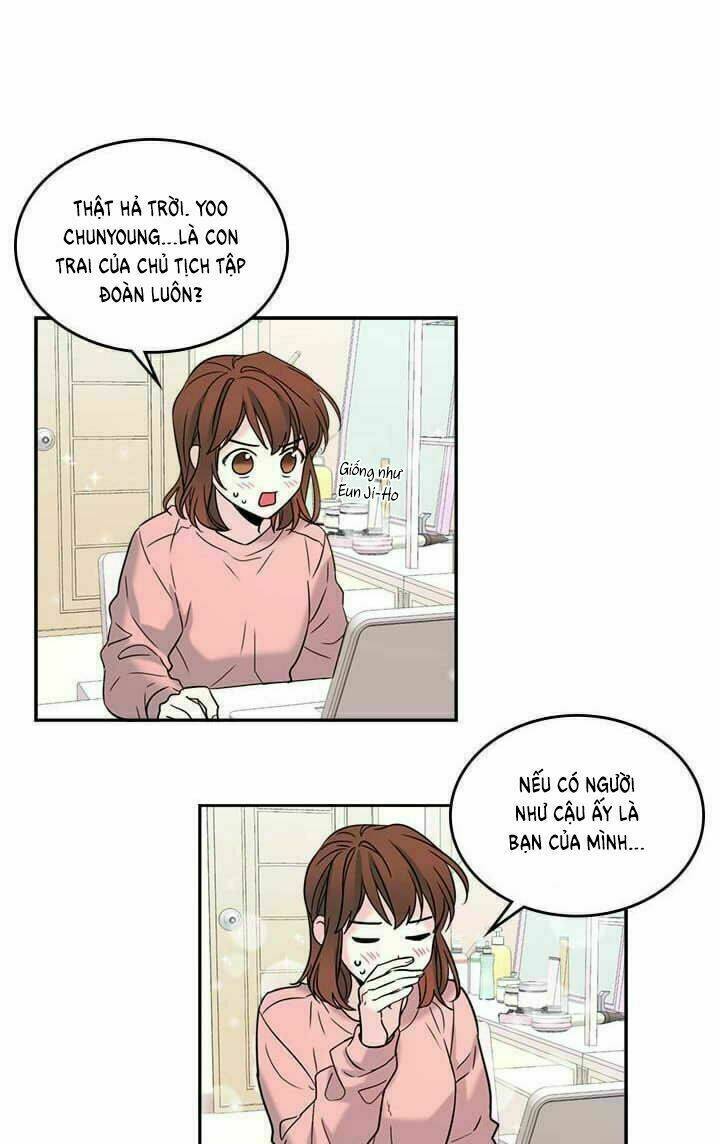 THẬT HẢ TRỜI. YOO
CHUNYOUNG...LÀ CON
TRAI CỦA CHỦ TỊCH TẬP
ĐOÀN LUÔN?
Giống như
Eun Ji-Ho
NẾU CÓ NGƯỜI
NHƯ CẬU ẤY LÀ
BẠN CỦA MÌNH...